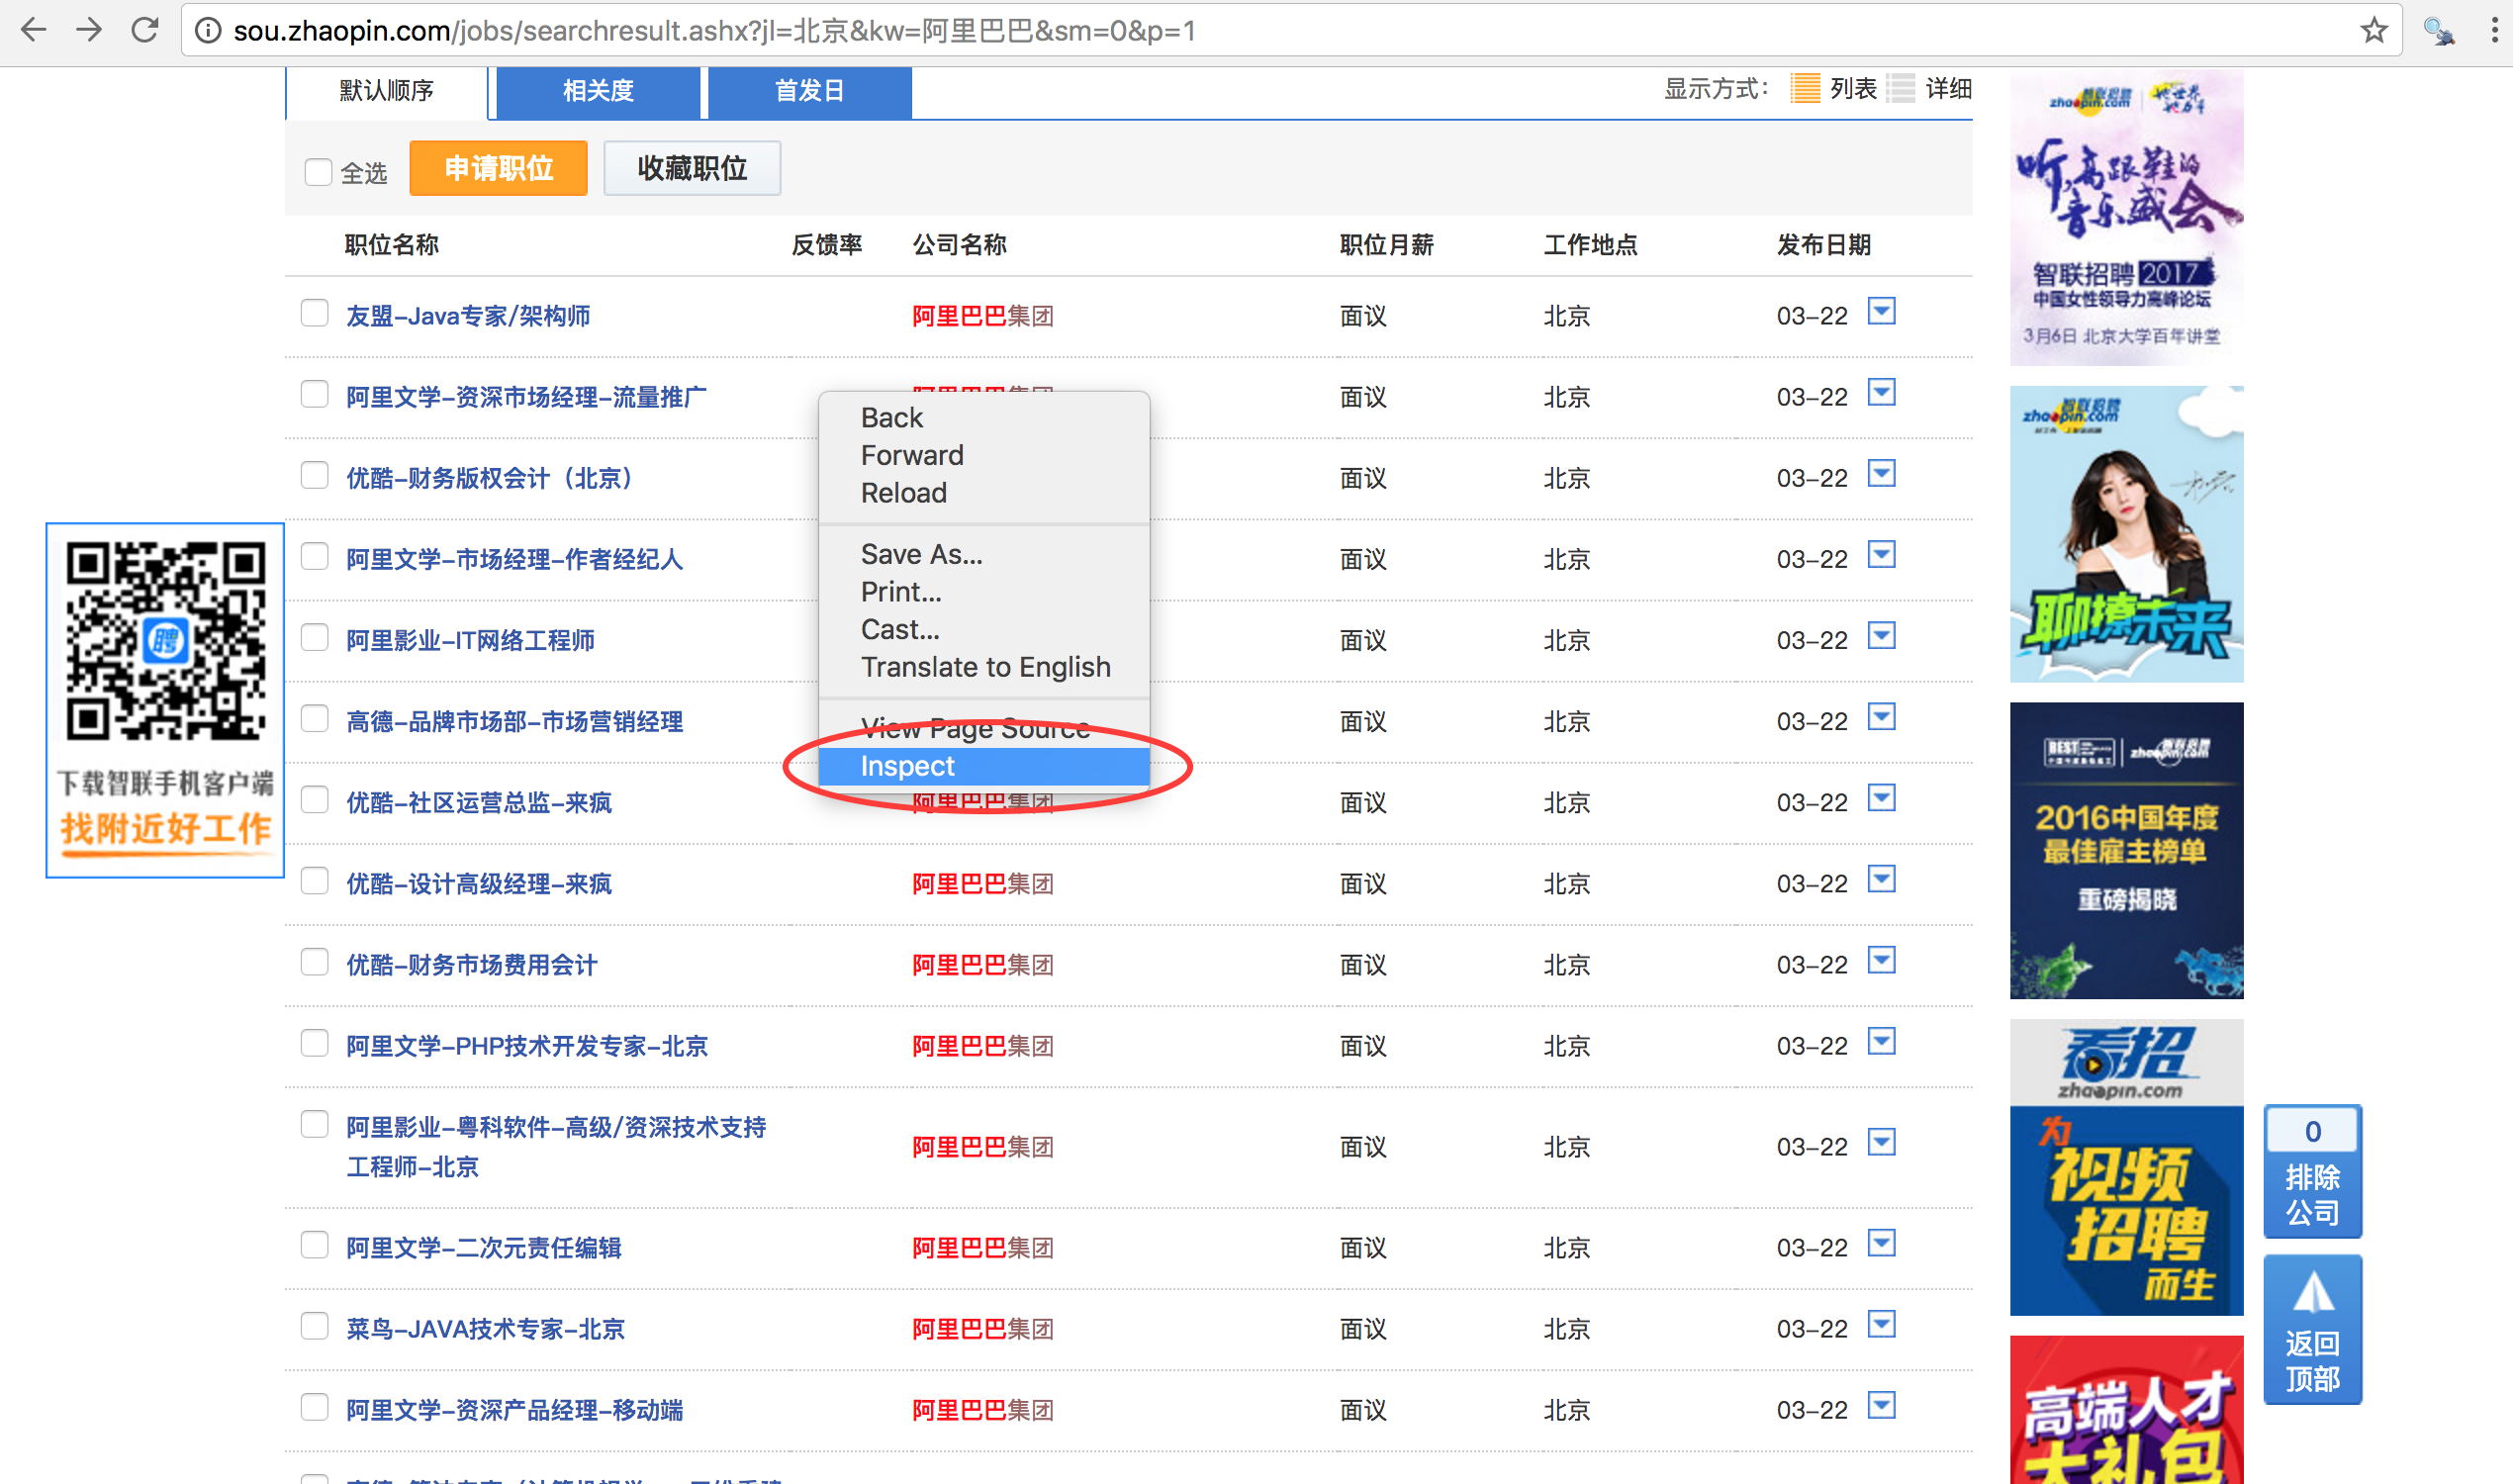 sou.zhaopin.com/jobs/searchresult.ashx?jl=北京&kw=阿里巴巴&sm=0&p=1
默认顺序 相关度 首发日 显示方式： 列表 详细
全选 申请职位 收藏职位
职位名称 反馈率 公司名称 职位月薪 工作地点 发布日期
友盟-Java专家/架构师 阿里巴巴集团 面议 北京 03-22
阿里文学-资深市场经理-流量推广 阿里巴巴集团 面议 北京 03-22
优酷-财务版权会计（北京） 面议 北京 03-22
阿里文学-市场经理-作者经纪人 面议 北京 03-22
阿里影业-IT网络工程师 面议 北京 03-22
高德-品牌市场部-市场营销经理 面议 北京 03-22
优酷-社区运营总监-来疯 阿里巴巴集团 面议 北京 03-22
优酷-设计高级经理-来疯 阿里巴巴集团 面议 北京 03-22
优酷-财务市场费用会计 阿里巴巴集团 面议 北京 03-22
阿里文学-PHP技术开发专家-北京 阿里巴巴集团 面议 北京 03-22
阿里影业-粤科软件-高级/资深技术支持
工程师-北京 阿里巴巴集团 面议 北京 03-22
阿里文学-二次元责任编辑 阿里巴巴集团 面议 北京 03-22
菜鸟-JAVA技术专家-北京 阿里巴巴集团 面议 北京 03-22
阿里文学-资深产品经理-移动端 阿里巴巴集团 面议 北京 03-22
Back
Forward
Reload
Save As...
Print...
Cast...
Translate to English
View Page Source
Inspect
聘
下载智联手机客户端
找附近好工作
智联招聘
zhaopin.com
听,高跟鞋的
音乐盛会
智联招聘2017
中国女性领导力高峰论坛
3月6日 北京大学百年讲堂
智联招聘
zhaopin.com
聊撩未来
BEST
智联招聘
zhaopin.com
2016中国年度
最佳雇主榜单
重磅揭晓
看招
zhaopin.com
为
视频
招聘
而生
高端人才
大礼包
0
排除
公司
返回
顶部